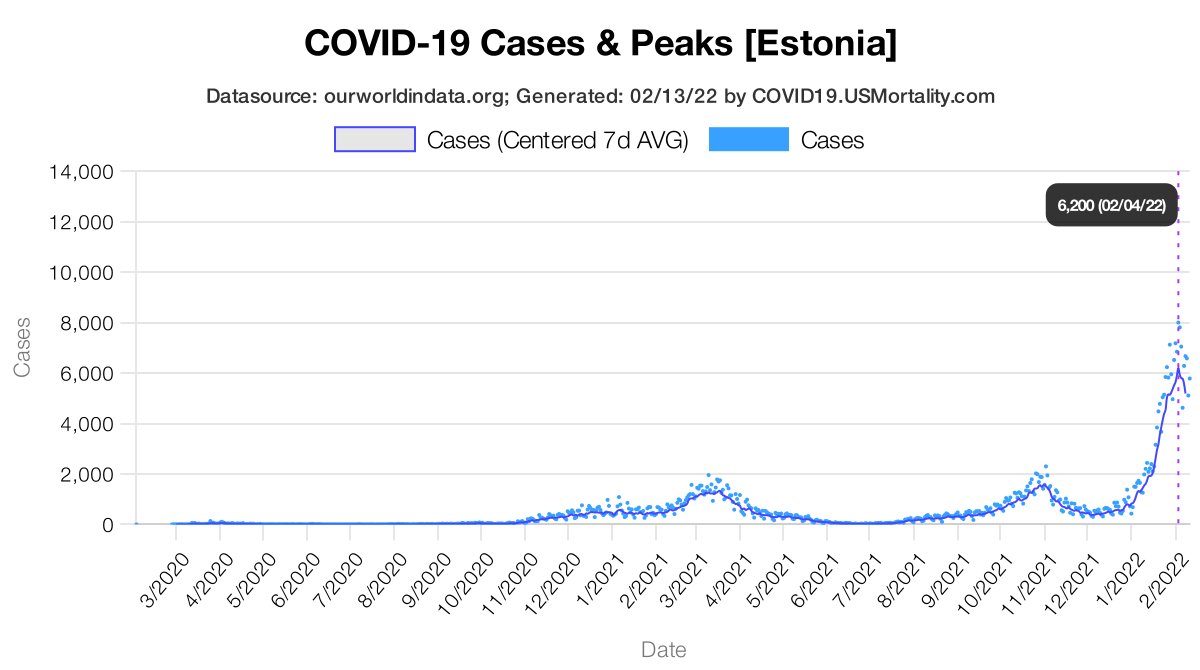 COVID-19 Cases & Peaks [Estonia]
Datasource: ourworldindata.org; Generated: 02/13/22 by COVID19.USMortality.com
Cases (Centered 7d AVG) Cases
14,000
6,200 (02/04/22)
12,000
10,000
8,000
6,000
4,000
2,000
0
Cases
3/2020 4/2020 5/2020 6/2020 7/2020 8/2020 9/2020 10/2020 11/2020 12/2020 1/2021 2/2021 3/2021 4/2021 5/2021 6/2021 7/2021 8/2021 9/2021 10/2021 11/2021 12/2021 1/2022 2/2022
Date